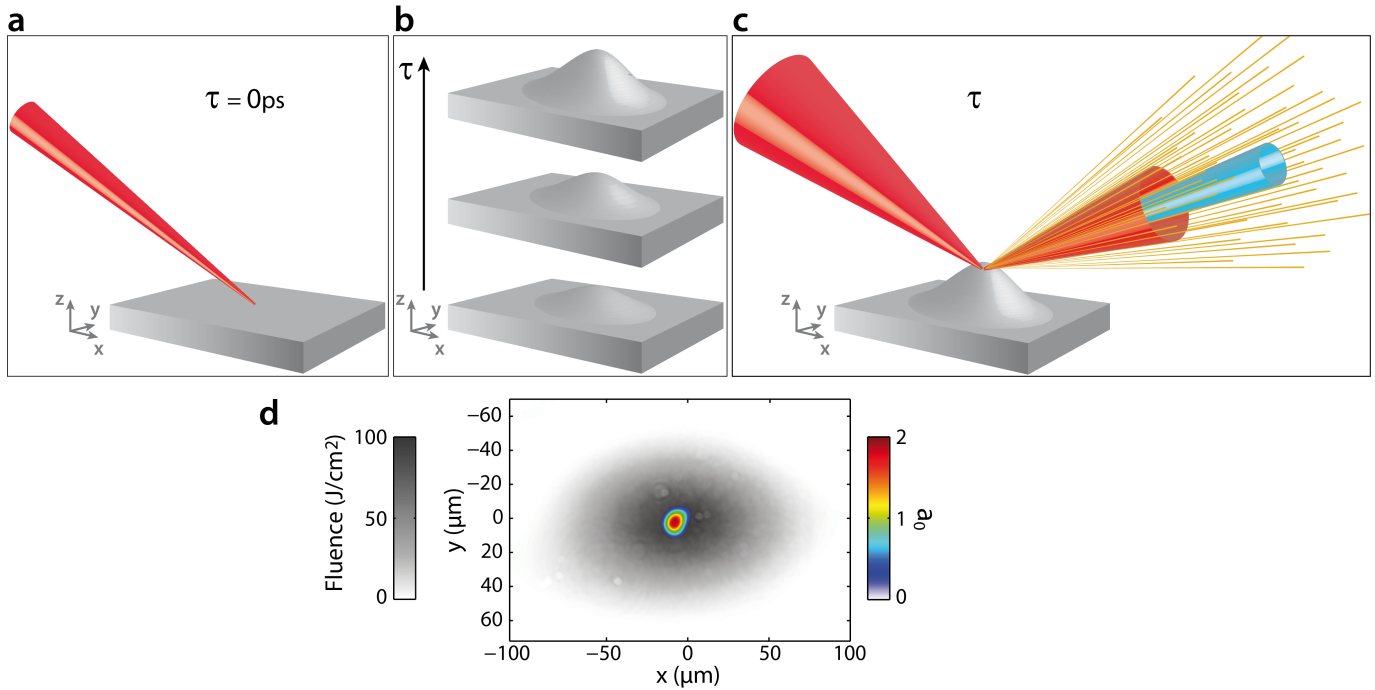 a
τ = 0ps
z
y
x
b
τ
z
y
x
c
τ
z
y
x
d
Fluence (J/cm²)
100
50
0
y (μm)
−60
−40
−20
0
20
40
60
−100
−50
0
50
100
x (μm)
2
1
0
a₀